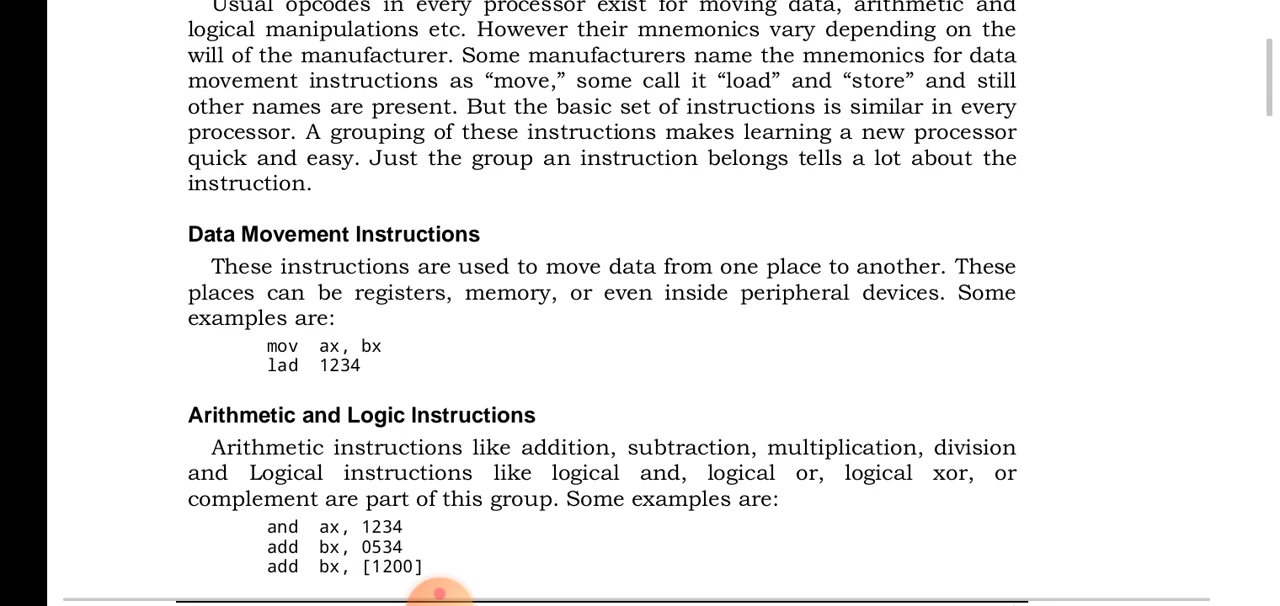 Usual opcodes in every processor exist for moving data, arithmetic and
logical manipulations etc. However their mnemonics vary depending on the
will of the manufacturer. Some manufacturers name the mnemonics for data
movement instructions as “move,” some call it “load” and “store” and still
other names are present. But the basic set of instructions is similar in every
processor. A grouping of these instructions makes learning a new processor
quick and easy. Just the group an instruction belongs tells a lot about the
instruction.
Data Movement Instructions
These instructions are used to move data from one place to another. These
places can be registers, memory, or even inside peripheral devices. Some
examples are:
mov ax, bx
lad 1234
Arithmetic and Logic Instructions
Arithmetic instructions like addition, subtraction, multiplication, division
and Logical instructions like logical and, logical or, logical xor, or
complement are part of this group. Some examples are:
and ax, 1234
add bx, 0534
add bx, [1200]